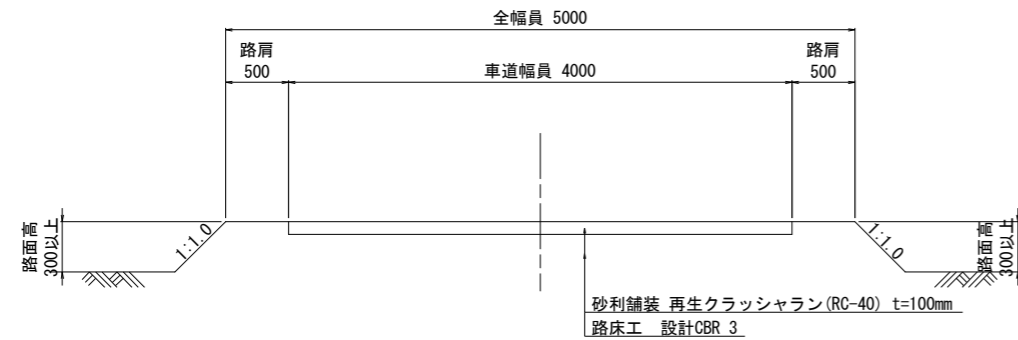 全幅員 5000
路肩
500
車道幅員 4000
路肩
500
路面高
300以上
1:1.0
1:1.0
路面高
300以上
砂利舗装 再生クラッシャラン(RC-40) t=100mm
路床工 設計CBR 3